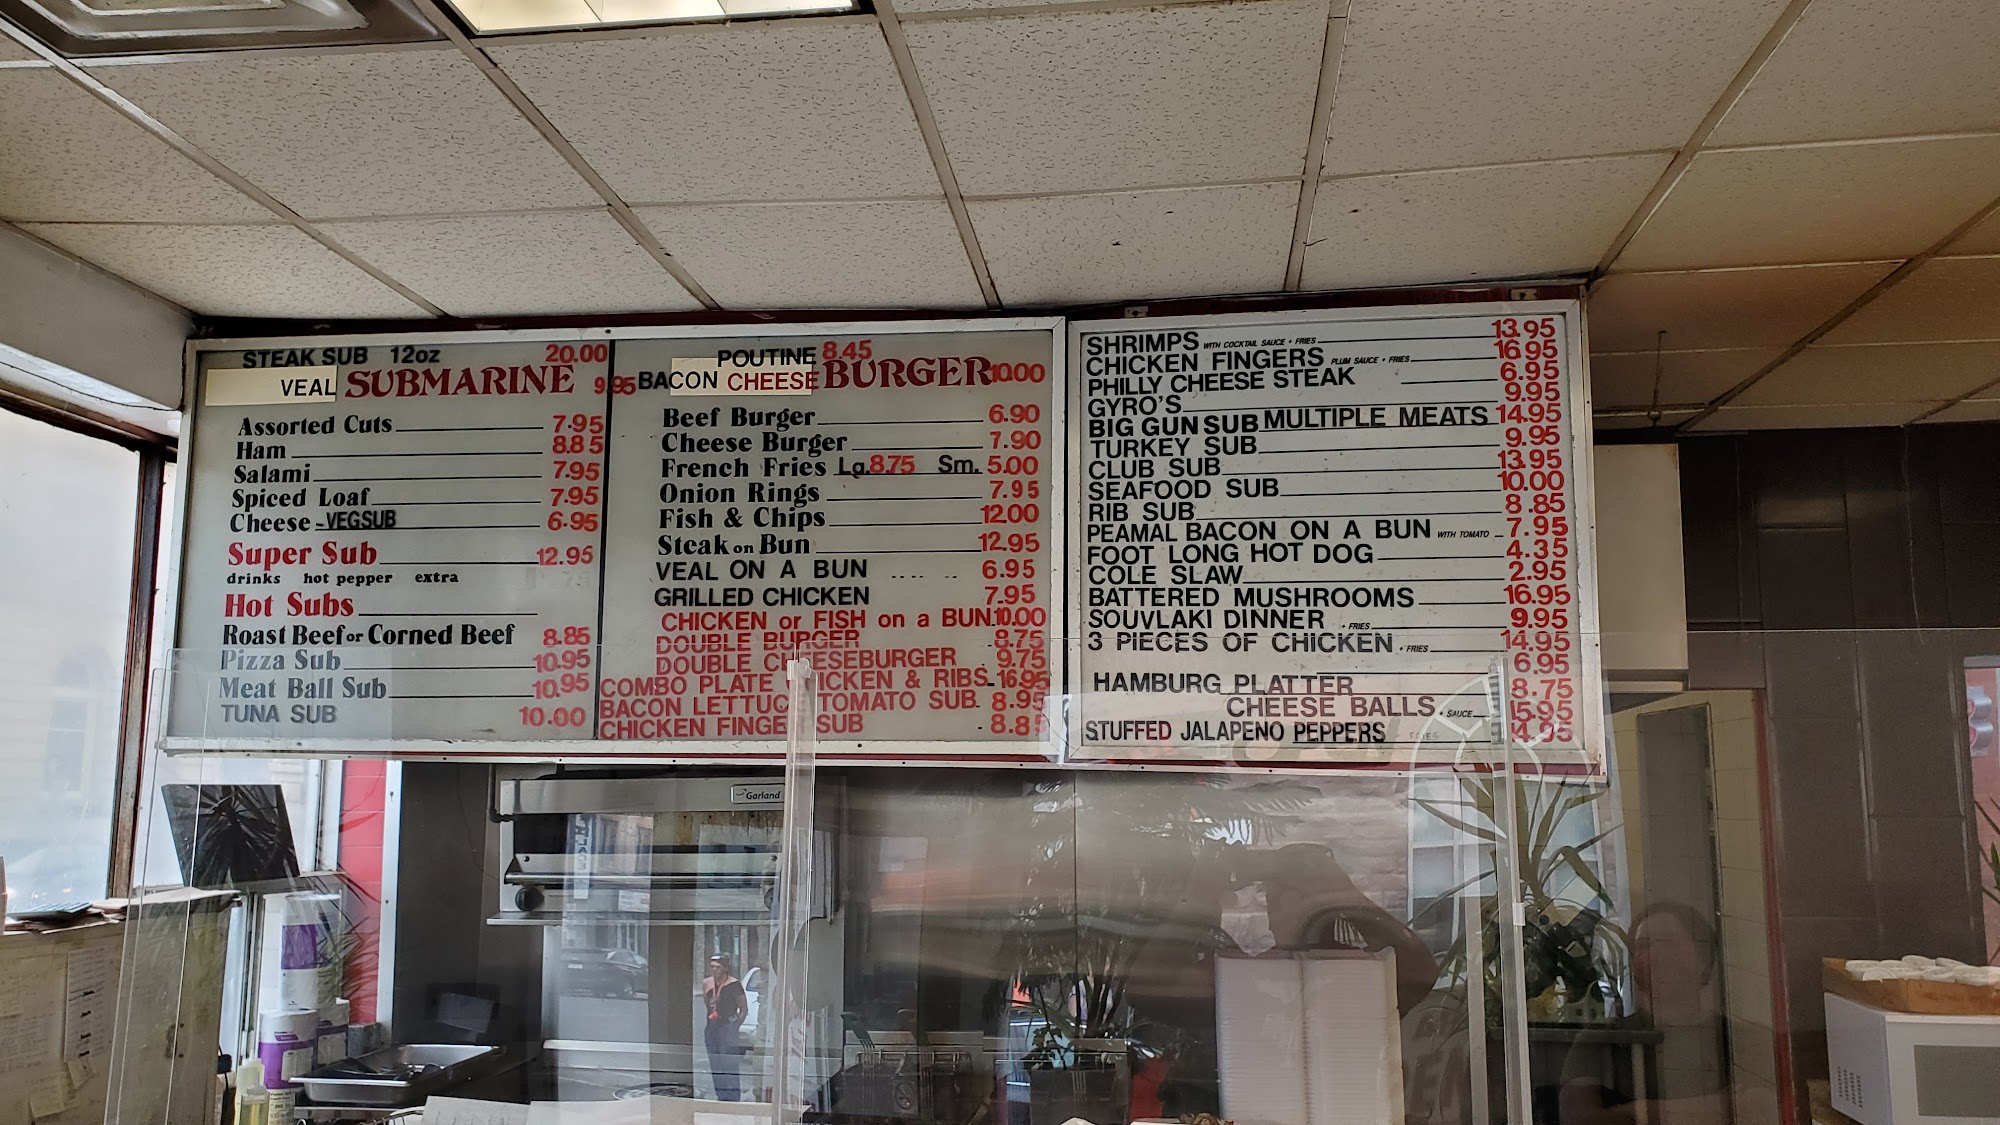 STEAK SUB 12oz 20.00
VEAL SUBMARINE 9.95
Assorted Cuts 7.95
Ham 8.85
Salami 7.95
Spiced Loaf 7.95
Cheese - VEGSUB 6.95
Super Sub 12.95
drinks hot pepper extra
Hot Subs
Roast Beef or Corned Beef 8.85
Pizza Sub 10.95
Meat Ball Sub 10.95
TUNA SUB 10.00
POUTINE 8.45
BACON CHEESE BURGER 10.00
Beef Burger 6.90
Cheese Burger 7.90
French Fries Lg. 8.75 Sm. 5.00
Onion Rings 7.95
Fish & Chips 12.00
Steak on Bun 12.95
VEAL ON A BUN .. .. .. .. 6.95
GRILLED CHICKEN 7.95
CHICKEN or FISH on a BUN 10.00
DOUBLE BURGER 8.75
DOUBLE CHEESEBURGER 9.75
COMBO PLATE CHICKEN & RIBS 16.95
BACON LETTUCE TOMATO SUB 8.95
CHICKEN FINGER SUB 8.85
SHRIMPS WITH COCKTAIL SAUCE + FRIES 13.95
CHICKEN FINGERS PLUM SAUCE + FRIES 16.95
PHILLY CHEESE STEAK 6.95
GYRO'S 9.95
BIG GUN SUB MULTIPLE MEATS 14.95
TURKEY SUB 9.95
CLUB SUB 13.95
SEAFOOD SUB 10.00
RIB SUB 8.85
PEAMAL BACON ON A BUN WITH TOMATO 7.95
FOOT LONG HOT DOG 4.35
COLE SLAW 2.95
BATTERED MUSHROOMS 16.95
SOUVLAKI DINNER + FRIES 9.95
3 PIECES OF CHICKEN + FRIES 14.95
6.95
HAMBURG PLATTER 8.75
CHEESE BALLS + SAUCE 15.95
STUFFED JALAPENO PEPPERS FRIES 14.95
Garland